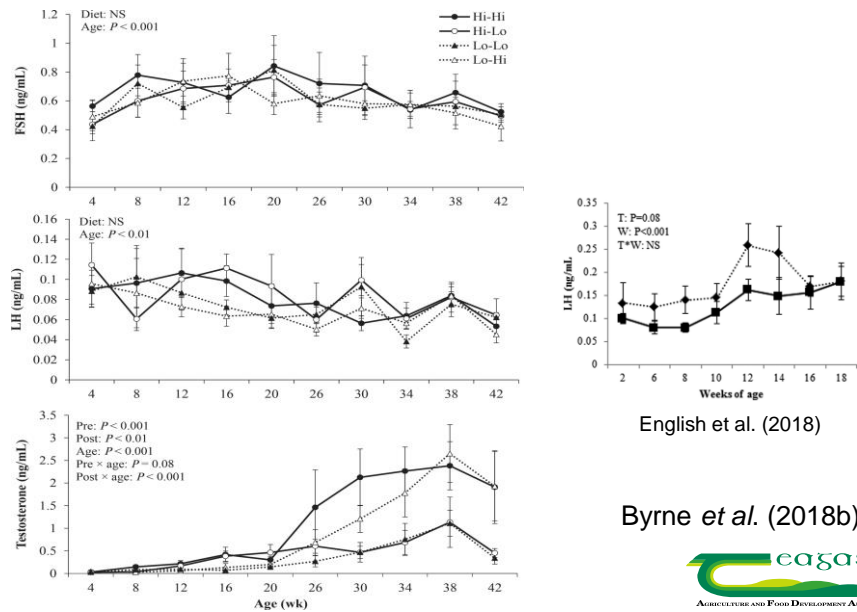 Diet: NS
Age: P < 0.001
Hi-Hi
Hi-Lo
Lo-Lo
Lo-Hi
FSH (ng/mL)
1.2
1
0.8
0.6
0.4
0.2
0
4 8 12 16 20 26 30 34 38 42
Diet: NS
Age: P < 0.01
LH (ng/mL)
0.16
0.14
0.12
0.1
0.08
0.06
0.04
0.02
0
4 8 12 16 20 26 30 34 38 42
Pre: P < 0.001
Post: P < 0.01
Age: P < 0.001
Pre × age: P = 0.08
Post × age: P < 0.001
Testosterone (ng/mL)
3.5
3
2.5
2
1.5
1
0.5
0
4 8 12 16 20 26 30 34 38 42
Age (wk)
T: P=0.08
W: P<0.001
T*W: NS
LH (ng/mL
0.35
0.3
0.25
0.2
0.15
0.1
0.05
0
2 6 8 10 12 14 16 18
Weeks of age
English et al. (2018)
Byrne et al. (2018b)
eagas
AGRICULTURE AND FOOD DEVELOPMENT A